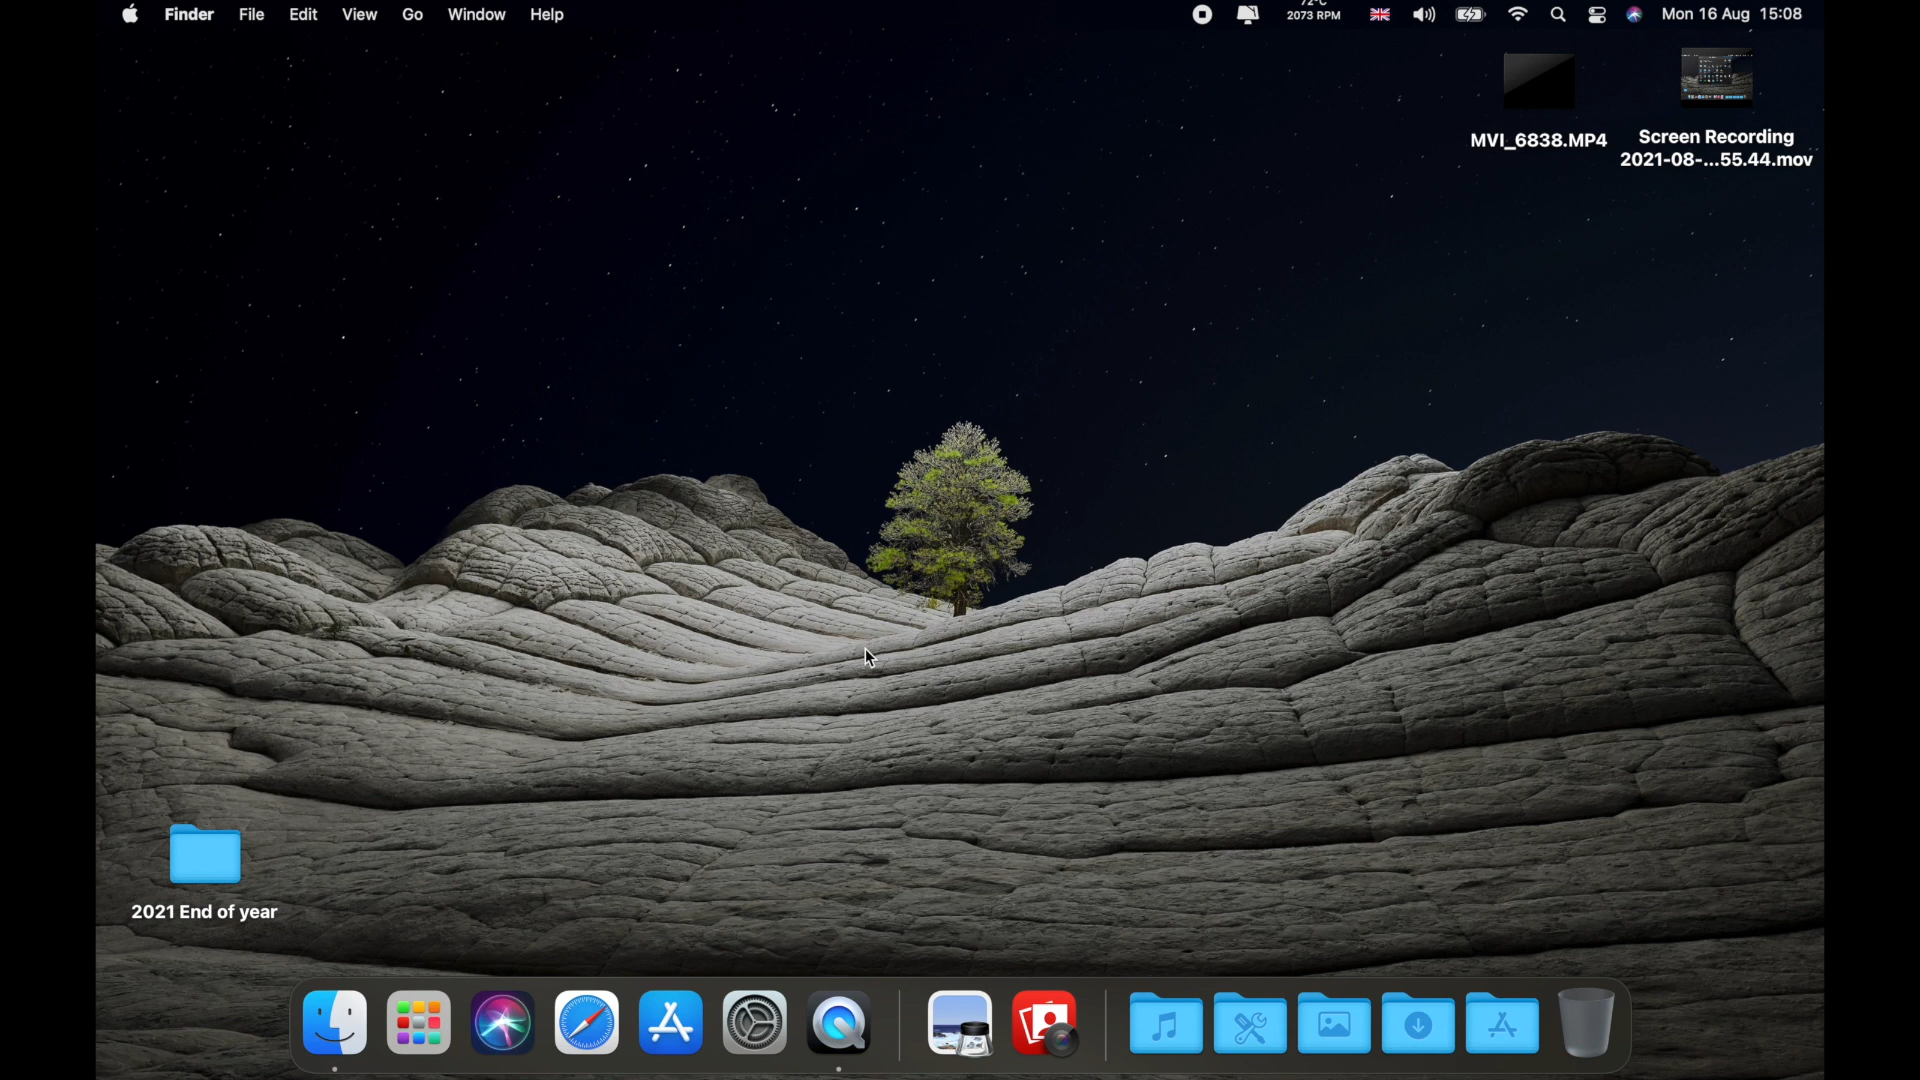 Finder File Edit View Go Window Help
72°C
2073 RPM
Mon 16 Aug 15:08
MVI_6838.MP4
Screen Recording
2021-08-...55.44.mov
2021 End of year